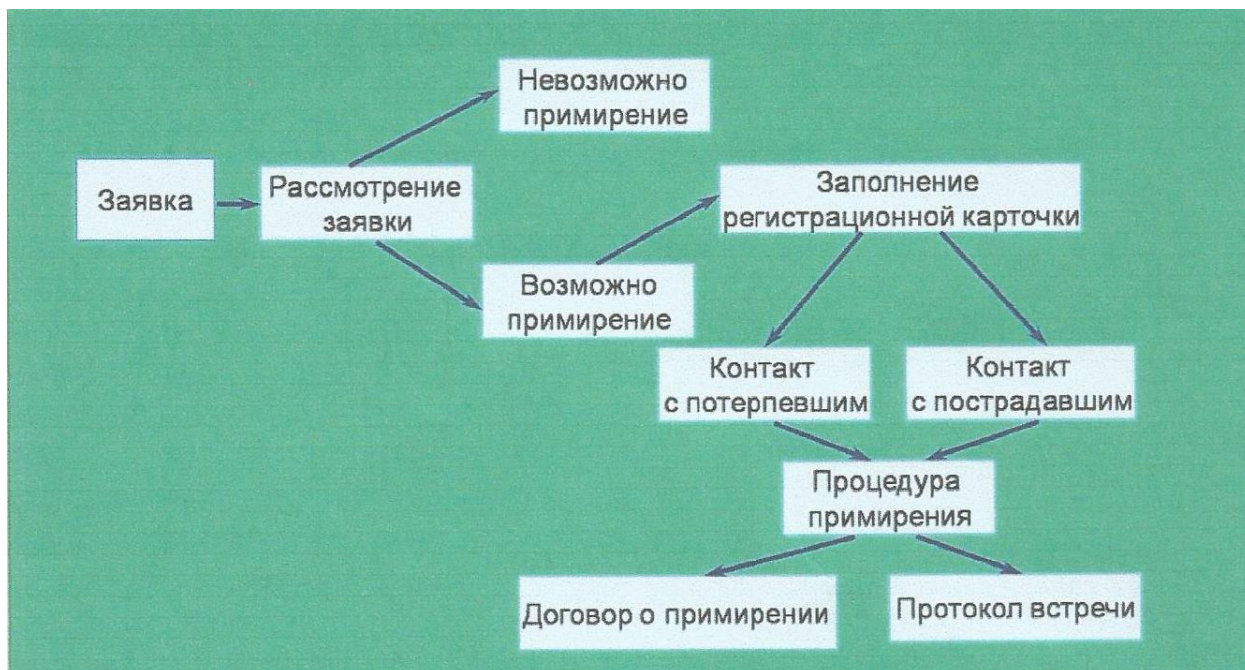 Невозможно
примирение
Заявка
Рассмотрение
заявки
Заполнение
регистрационной карточки
Возможно
примирение
Контакт
с потерпевшим
Контакт
с пострадавшим
Процедура
примирения
Договор о примирении
Протокол встречи